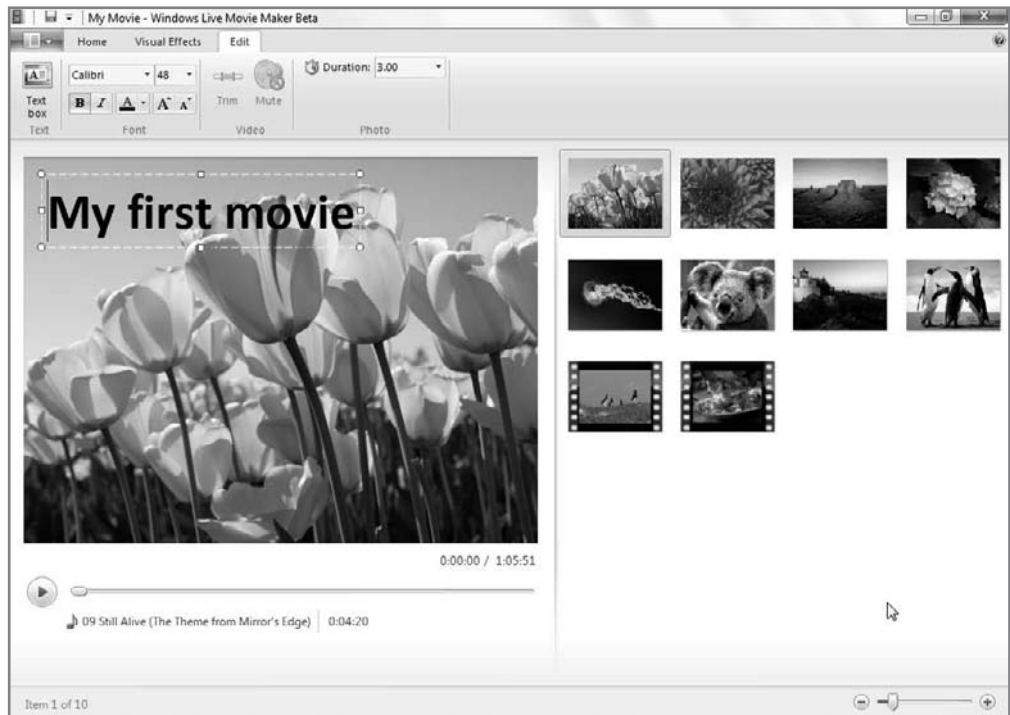 My Movie - Windows Live Movie Maker Beta
Home Visual Effects Edit
Calibri 48 Duration: 3.00
Text box B I A A A Trim Mute
Text Font Video Photo
My first movie
0:00:00 / 1:05:51
09 Still Alive (The Theme from Mirror's Edge) 0:04:20
Item 1 of 10